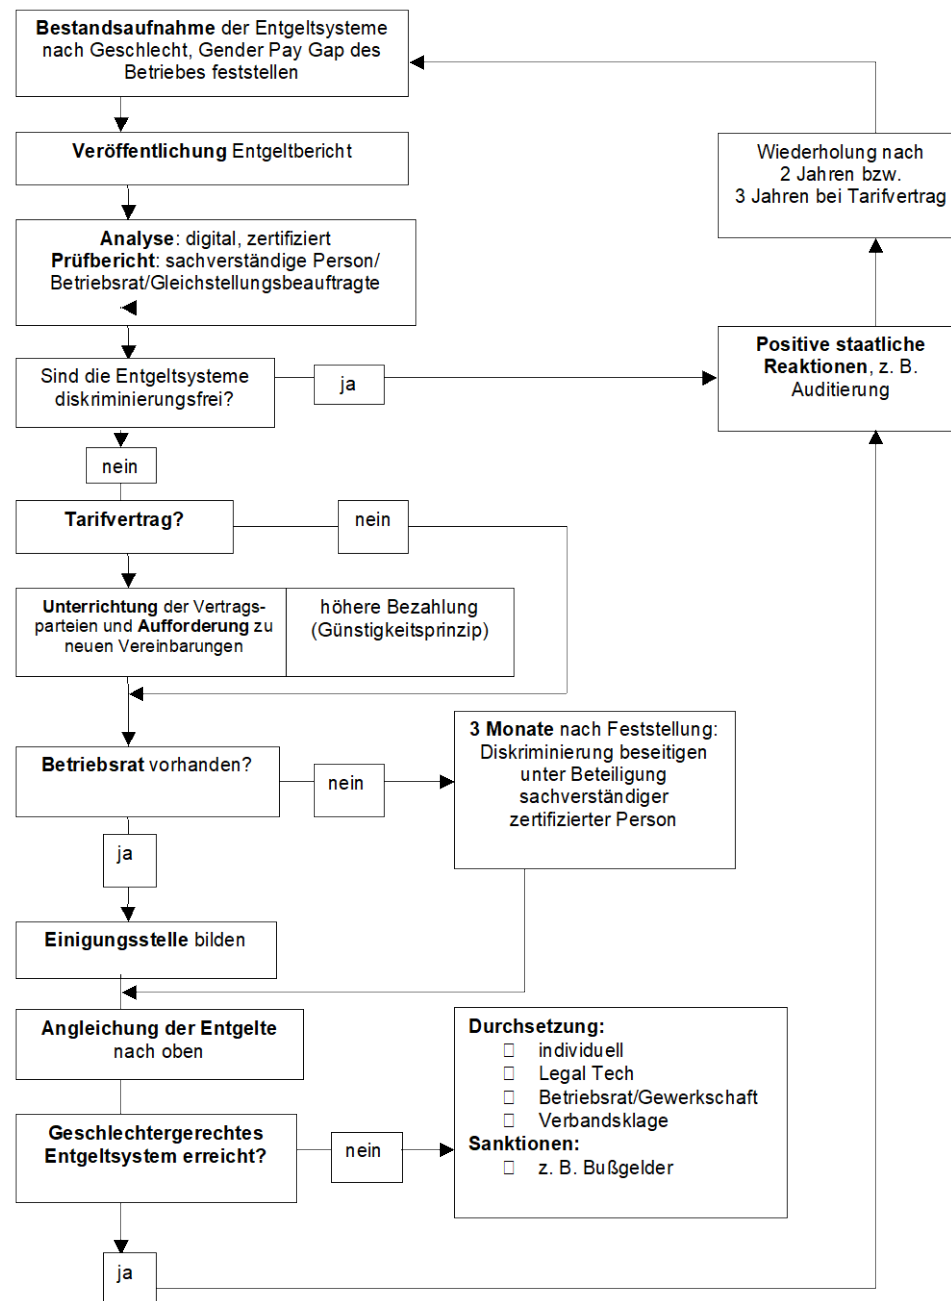 Bestandsaufnahme der Entgeltsysteme
nach Geschlecht, Gender Pay Gap des
Betriebes feststellen
Veröffentlichung Entgeltbericht
Wiederholung nach
2 Jahren bzw.
3 Jahren bei Tarifvertrag
Analyse: digital, zertifiziert
Prüfbericht: sachverständige Person/
Betriebsrat/Gleichstellungsbeauftragte
Positive staatliche
Reaktionen, z. B.
Auditierung
Sind die Entgeltsysteme
diskriminierungsfrei?
ja
nein
Tarifvertrag?
nein
Unterrichtung der Vertrags-
parteien und Aufforderung zu
neuen Vereinbarungen
höhere Bezahlung
(Günstigkeitsprinzip)
Betriebsrat vorhanden?
nein
3 Monate nach Feststellung:
Diskriminierung beseitigen
unter Beteiligung
sachverständiger
zertifizierter Person
ja
Einigungsstelle bilden
Angleichung der Entgelte
nach oben
Geschlechtergerechtes
Entgeltsystem erreicht?
nein
Durchsetzung:
individuell
Legal Tech
Betriebsrat/Gewerkschaft
Verbandsklage
Sanktionen:
z. B. Bußgelder
ja